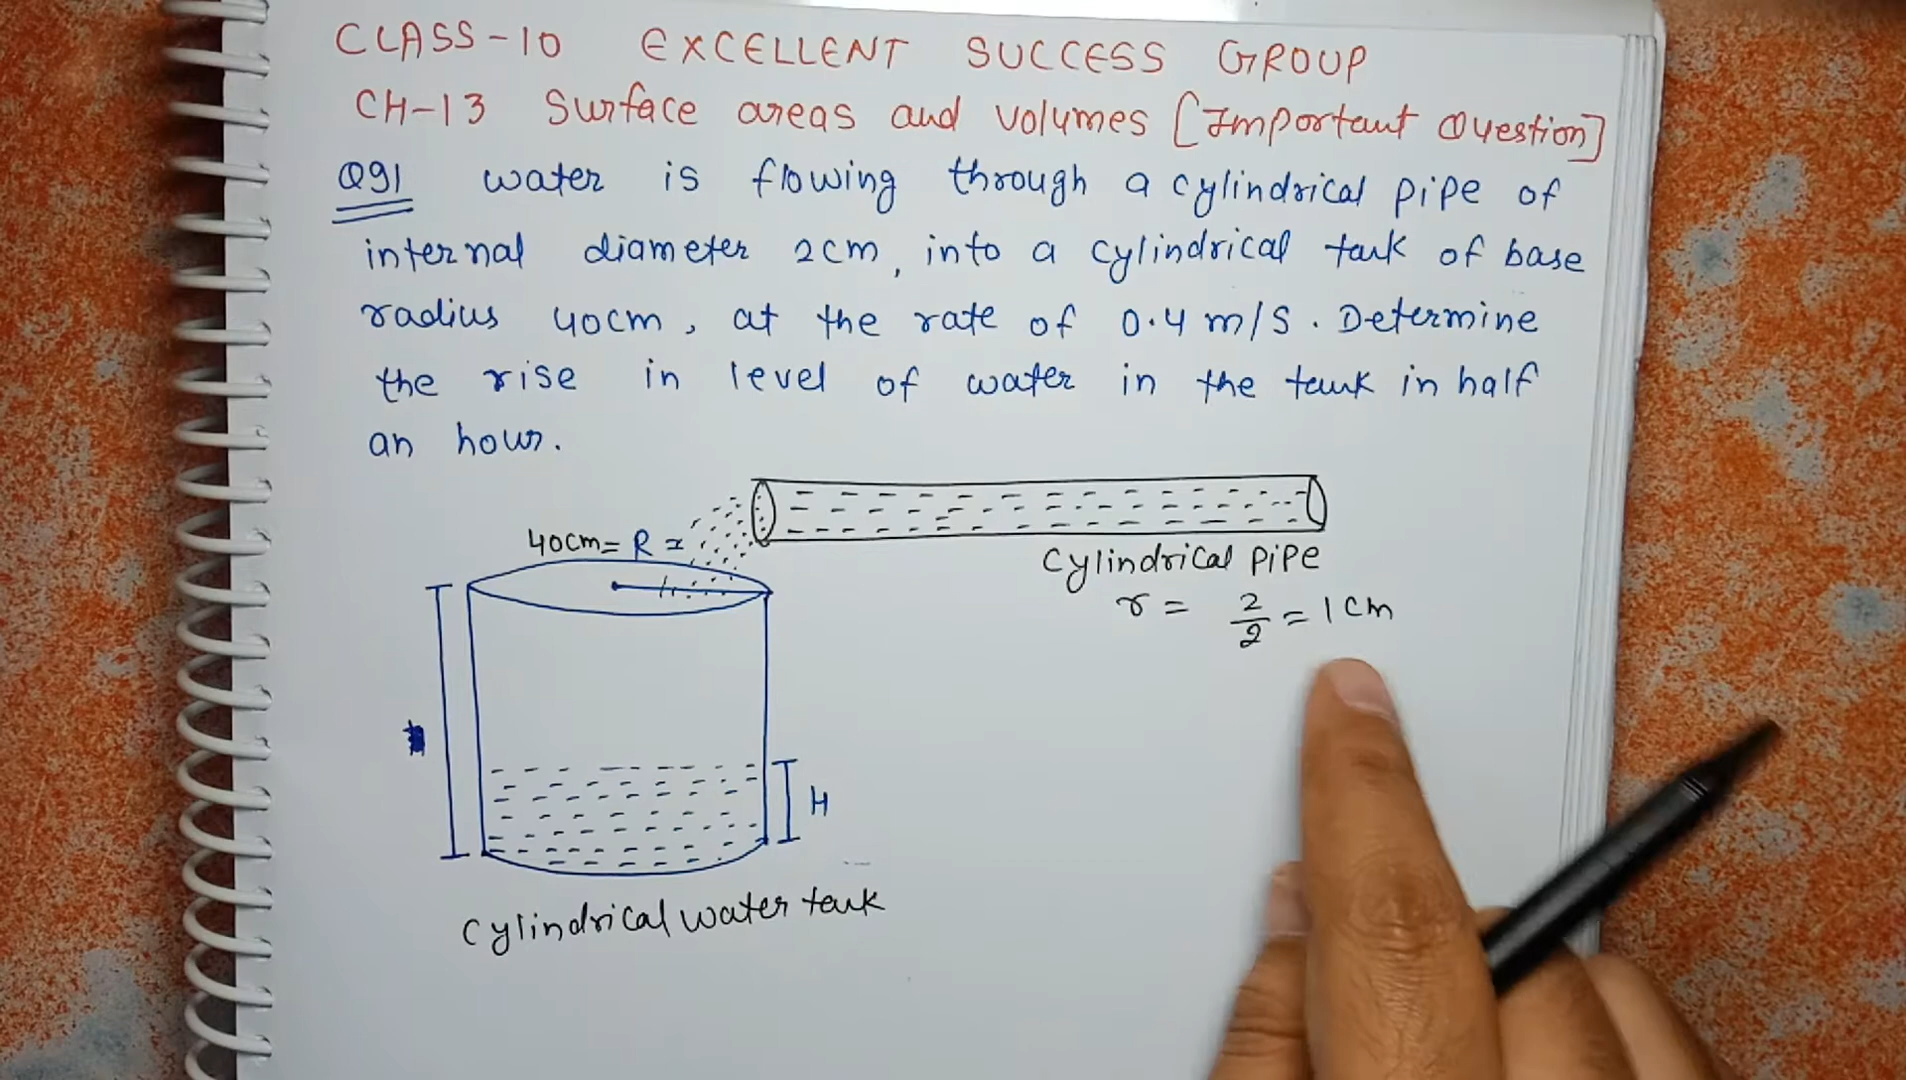 CLASS-10 EXCELLENT SUCCESS GROUP
CH-13 Surface areas and volumes [Important Question]
Q91 water is flowing through a cylindrical pipe of
internal diameter 2cm, into a cylindrical tank of base
radius 40cm, at the rate of 0.4 m/s. Determine
the rise in level of water in the tank in half
an hour.
40cm = R =
cylindrical pipe
r = 2/2 = 1 cm
H
cylindrical water tank